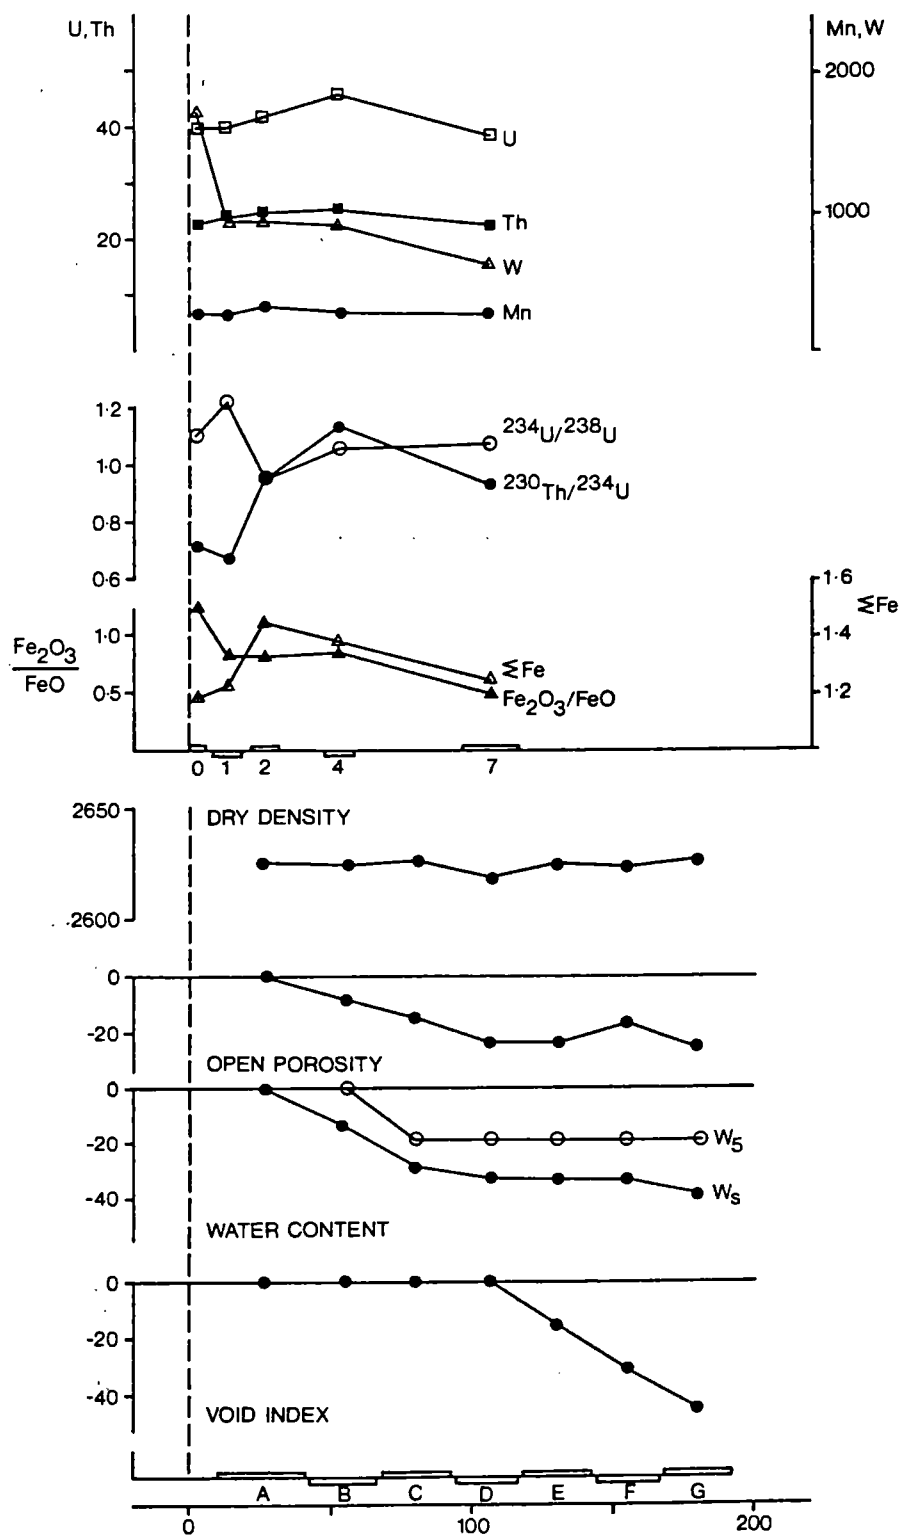 U, Th
Mn, W
2000
40
U
Th
1000
20
W
Mn
1·2
234U/238U
1·0
230Th/234U
0·8
0·6
1·6
ΣFe
1·0
1·4
Fe2O3
FeO
ΣFe
0·5
Fe2O3/FeO
1·2
0 1 2 4 7
2650
DRY DENSITY
2600
0
-20
OPEN POROSITY
0
-20
W5
Ws
-40
WATER CONTENT
0
-20
-40
VOID INDEX
A B C D E F G
0 100 200